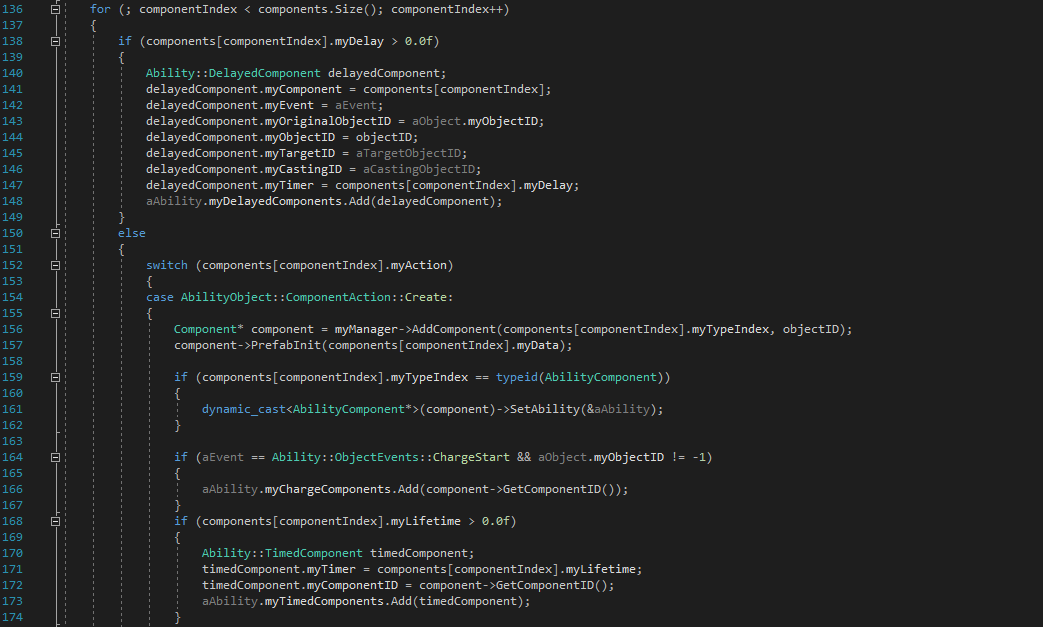 136 for (; componentIndex < components.Size(); componentIndex++)
137 {
138 if (components[componentIndex].myDelay > 0.0f)
139 {
140 Ability::DelayedComponent delayedComponent;
141 delayedComponent.myComponent = components[componentIndex];
142 delayedComponent.myEvent = aEvent;
143 delayedComponent.myOriginalObjectID = aObject.myObjectID;
144 delayedComponent.myObjectID = objectID;
145 delayedComponent.myTargetID = aTargetObjectID;
146 delayedComponent.myCastingID = aCastingObjectID;
147 delayedComponent.myTimer = components[componentIndex].myDelay;
148 aAbility.myDelayedComponents.Add(delayedComponent);
149 }
150 else
151 {
152 switch (components[componentIndex].myAction)
153 {
154 case AbilityObject::ComponentAction::Create:
155 {
156 Component* component = myManager->AddComponent(components[componentIndex].myTypeIndex, objectID);
157 component->PrefabInit(components[componentIndex].myData);
158
159 if (components[componentIndex].myTypeIndex == typeid(AbilityComponent))
160 {
161 dynamic_cast<AbilityComponent*>(component)->SetAbility(&aAbility);
162 }
163
164 if (aEvent == Ability::ObjectEvents::ChargeStart && aObject.myObjectID != -1)
165 {
166 aAbility.myChargeComponents.Add(component->GetComponentID());
167 }
168 if (components[componentIndex].myLifetime > 0.0f)
169 {
170 Ability::TimedComponent timedComponent;
171 timedComponent.myTimer = components[componentIndex].myLifetime;
172 timedComponent.myComponentID = component->GetComponentID();
173 aAbility.myTimedComponents.Add(timedComponent);
174 }